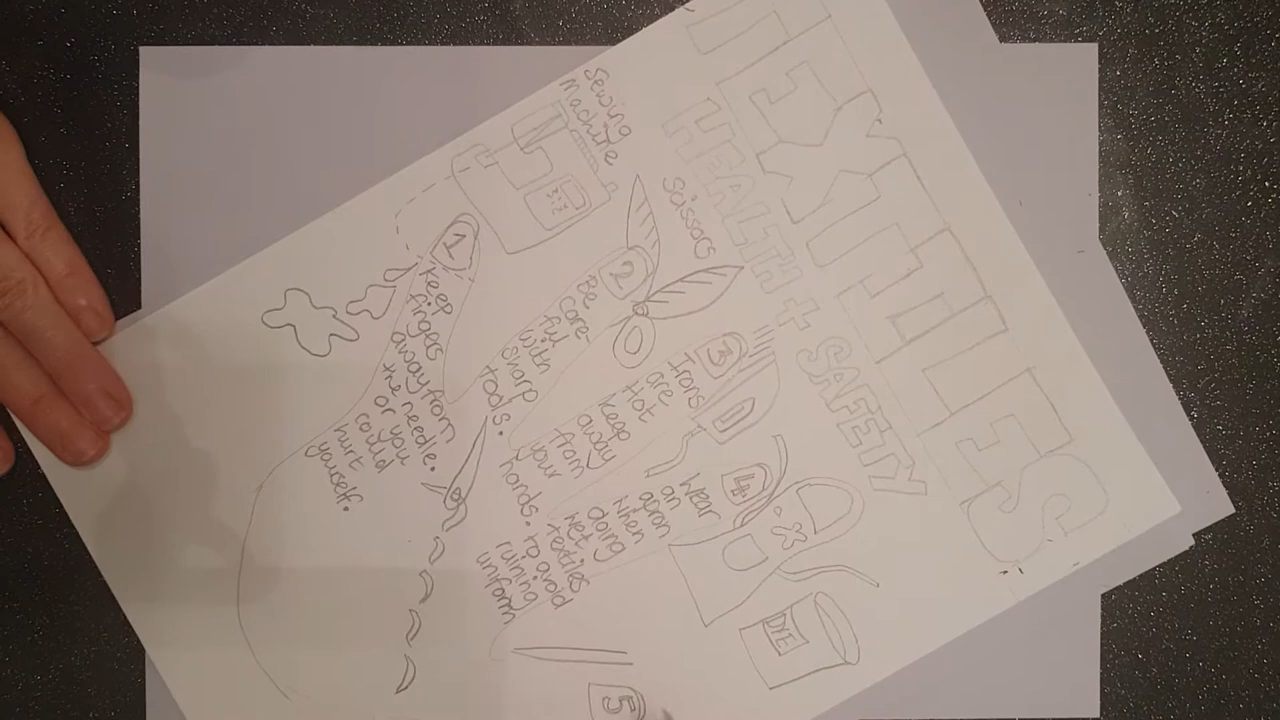 TEXTILES
HEALTH + SAFETY
Sewing
Machine
Scissors
1
Keep
fingers
away from
the needle.
or you
could
hurt
yourself.
2
Be
Care
ful
with
sharp
tools.
3
Irons
are
Hot
Keep
away
from
your
hands.
4
Wear
an
apron
when
doing
wet
textiles
to avoid
ruining
uniform
DYE
5